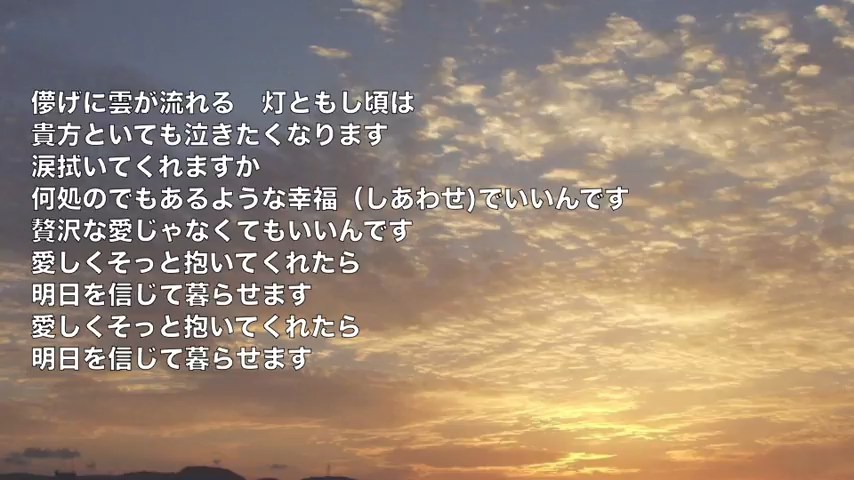 儚げに雲が流れる　灯ともし頃は
貴方といても泣きたくなります
涙拭いてくれますか
何処のでもあるような幸福（しあわせ)でいいんです
贅沢な愛じゃなくてもいいんです
愛しくそっと抱いてくれたら
明日を信じて暮らせます
愛しくそっと抱いてくれたら
明日を信じて暮らせます